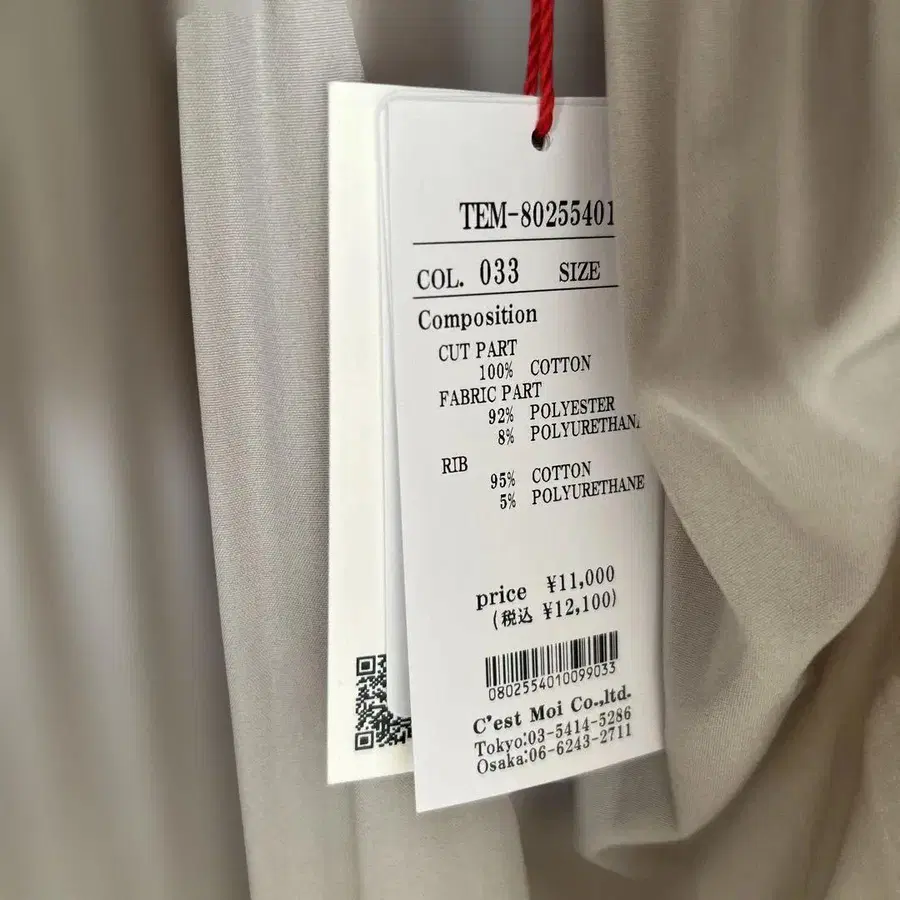 TEM-80255401
COL. 033 SIZE
Composition
CUT PART
100% COTTON
FABRIC PART
92% POLYESTER
8% POLYURETHAN
RIB
95% COTTON
5% POLYURETHANE
price ¥11,000
(税込 ¥12,100)
0802554010099033
C'est Moi Co.,ltd.
Tokyo:03-5414-5286
Osaka:06-6243-2711